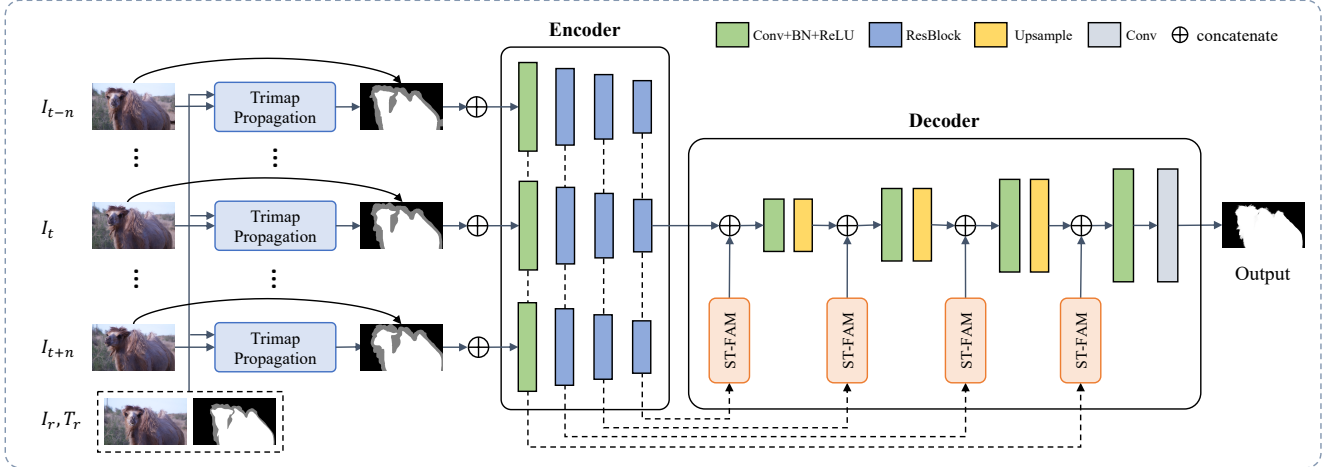 Encoder
Conv+BN+ReLU
ResBlock
Upsample
Conv
⊕ concatenate
I_{t-n}
Trimap
Propagation
Decoder
I_t
Trimap
Propagation
Output
I_{t+n}
Trimap
Propagation
ST-FAM
ST-FAM
ST-FAM
ST-FAM
I_r, T_r